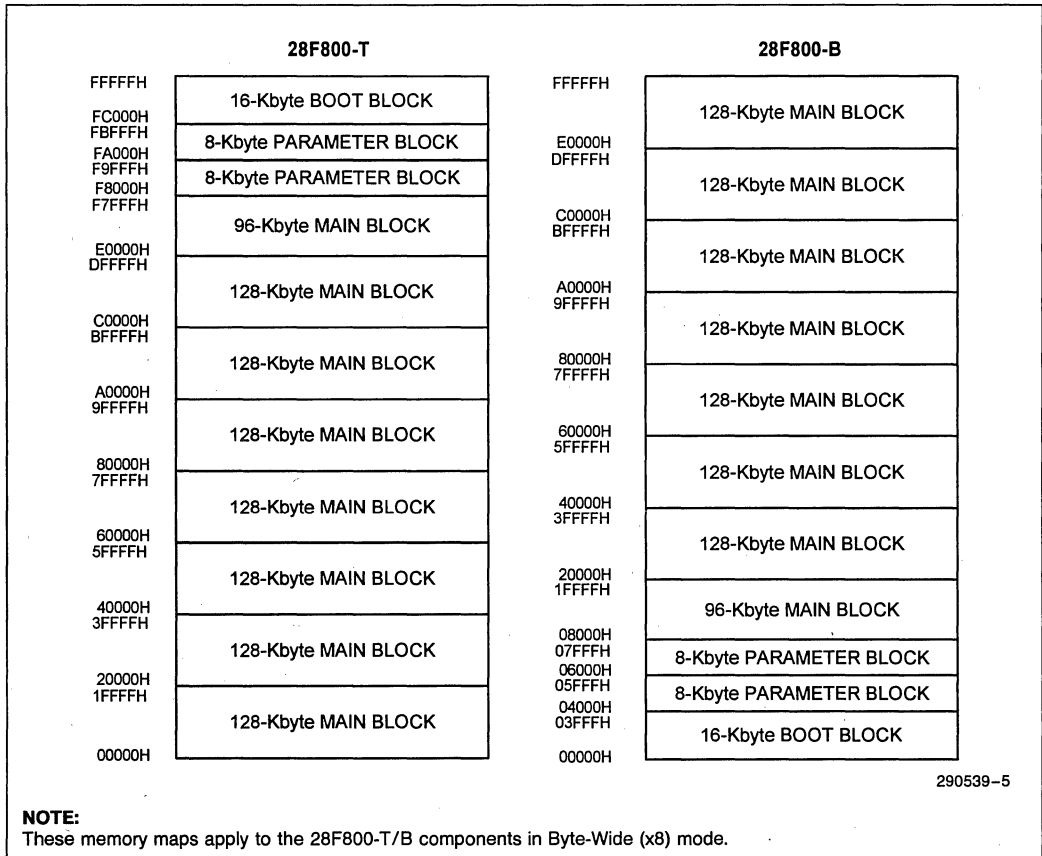 28F800-T
FFFFFH
16-Kbyte BOOT BLOCK
FC000H
FBFFFH
8-Kbyte PARAMETER BLOCK
FA000H
F9FFFH
8-Kbyte PARAMETER BLOCK
F8000H
F7FFFH
96-Kbyte MAIN BLOCK
E0000H
DFFFFH
128-Kbyte MAIN BLOCK
C0000H
BFFFFH
128-Kbyte MAIN BLOCK
A0000H
9FFFFH
128-Kbyte MAIN BLOCK
80000H
7FFFFH
128-Kbyte MAIN BLOCK
60000H
5FFFFH
128-Kbyte MAIN BLOCK
40000H
3FFFFH
128-Kbyte MAIN BLOCK
20000H
1FFFFH
128-Kbyte MAIN BLOCK
00000H
28F800-B
FFFFFH
128-Kbyte MAIN BLOCK
E0000H
DFFFFH
128-Kbyte MAIN BLOCK
C0000H
BFFFFH
128-Kbyte MAIN BLOCK
A0000H
9FFFFH
128-Kbyte MAIN BLOCK
80000H
7FFFFH
128-Kbyte MAIN BLOCK
60000H
5FFFFH
128-Kbyte MAIN BLOCK
40000H
3FFFFH
128-Kbyte MAIN BLOCK
20000H
1FFFFH
96-Kbyte MAIN BLOCK
08000H
07FFFH
8-Kbyte PARAMETER BLOCK
06000H
05FFFH
8-Kbyte PARAMETER BLOCK
04000H
03FFFH
16-Kbyte BOOT BLOCK
00000H
290539–5
NOTE:
These memory maps apply to the 28F800-T/B components in Byte-Wide (x8) mode.